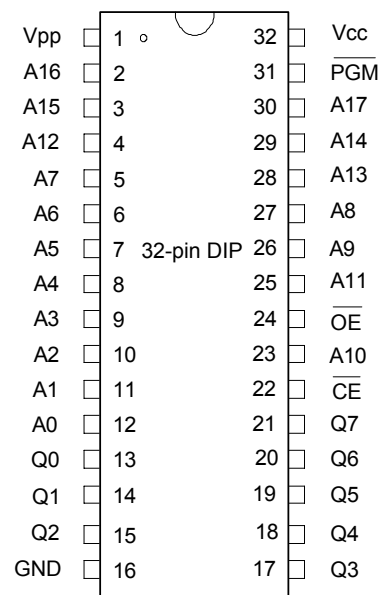 Vpp 1 32 Vcc
A16 2 31 PGM
A15 3 30 A17
A12 4 29 A14
A7 5 28 A13
A6 6 27 A8
A5 7 32-pin DIP 26 A9
A4 8 25 A11
A3 9 24 OE
A2 10 23 A10
A1 11 22 CE
A0 12 21 Q7
Q0 13 20 Q6
Q1 14 19 Q5
Q2 15 18 Q4
GND 16 17 Q3